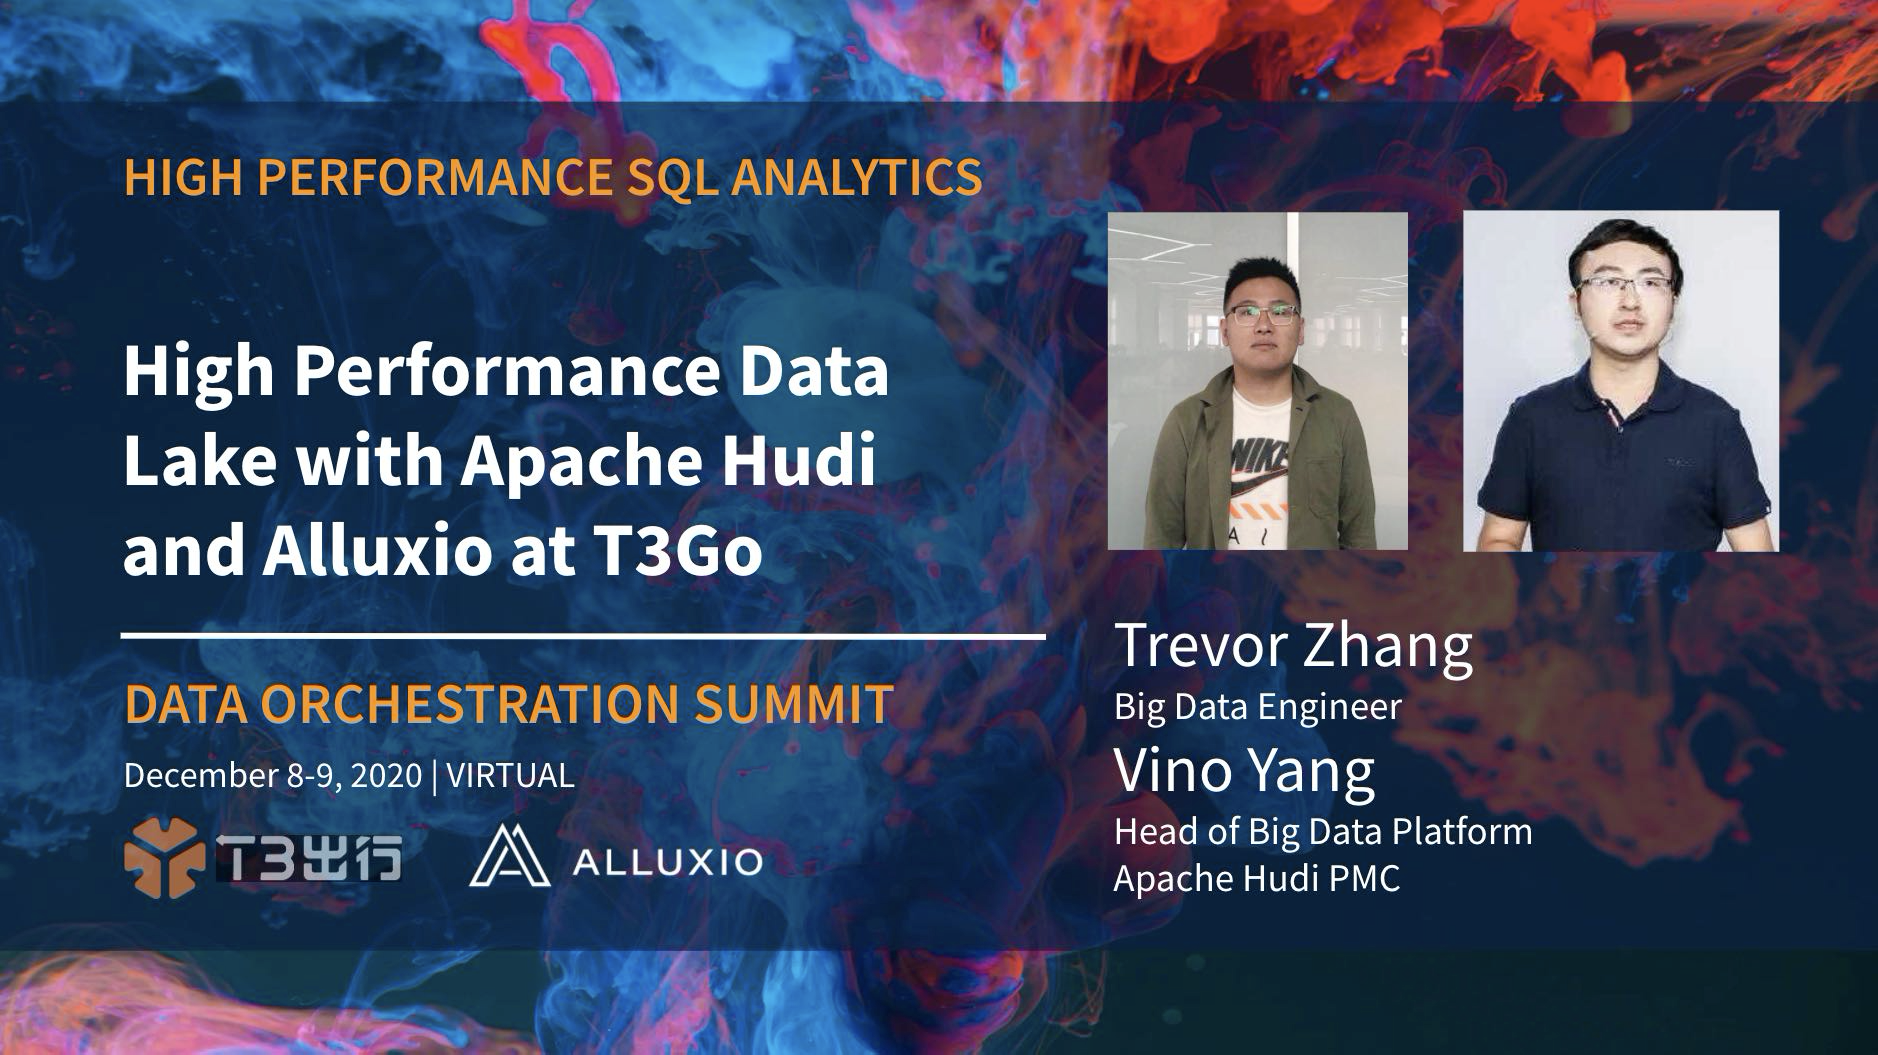 HIGH PERFORMANCE SQL ANALYTICS
High Performance Data
Lake with Apache Hudi
and Alluxio at T3Go
DATA ORCHESTRATION SUMMIT
December 8-9, 2020 | VIRTUAL
T3出行
ALLUXIO
NIKE
A I
Trevor Zhang
Big Data Engineer
Vino Yang
Head of Big Data Platform
Apache Hudi PMC